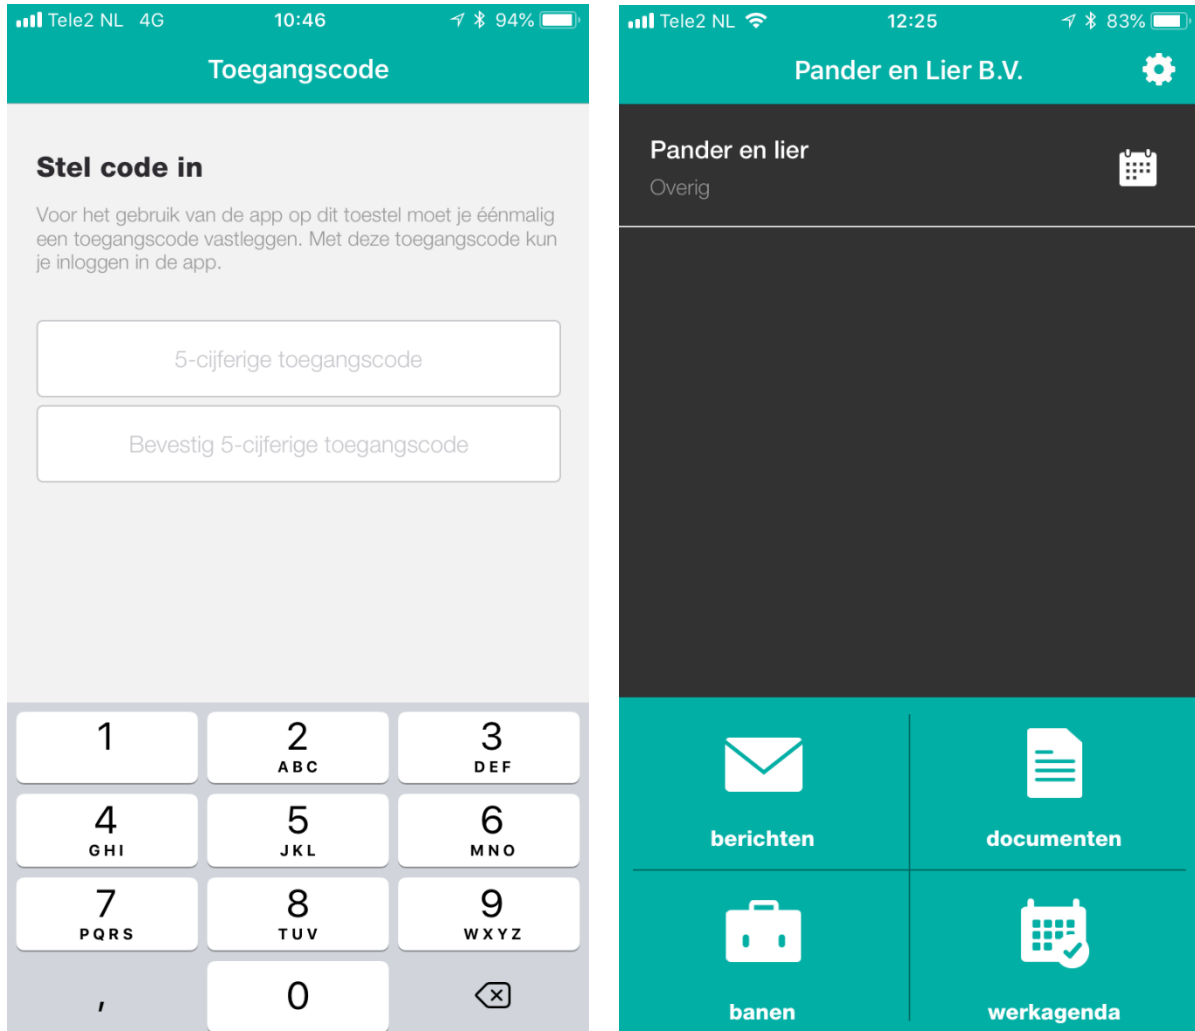 Tele2 NL 4G 10:46 94%
Toegangscode
Stel code in
Voor het gebruik van de app op dit toestel moet je éénmalig
een toegangscode vastleggen. Met deze toegangscode kun
je inloggen in de app.
5-cijferige toegangscode
Bevestig 5-cijferige toegangscode
1 2 3
ABC DEF
4 5 6
GHI JKL MNO
7 8 9
PQRS TUV WXYZ
, 0
Tele2 NL 12:25 83%
Pander en Lier B.V.
Pander en lier
Overig
berichten documenten
banen werkagenda